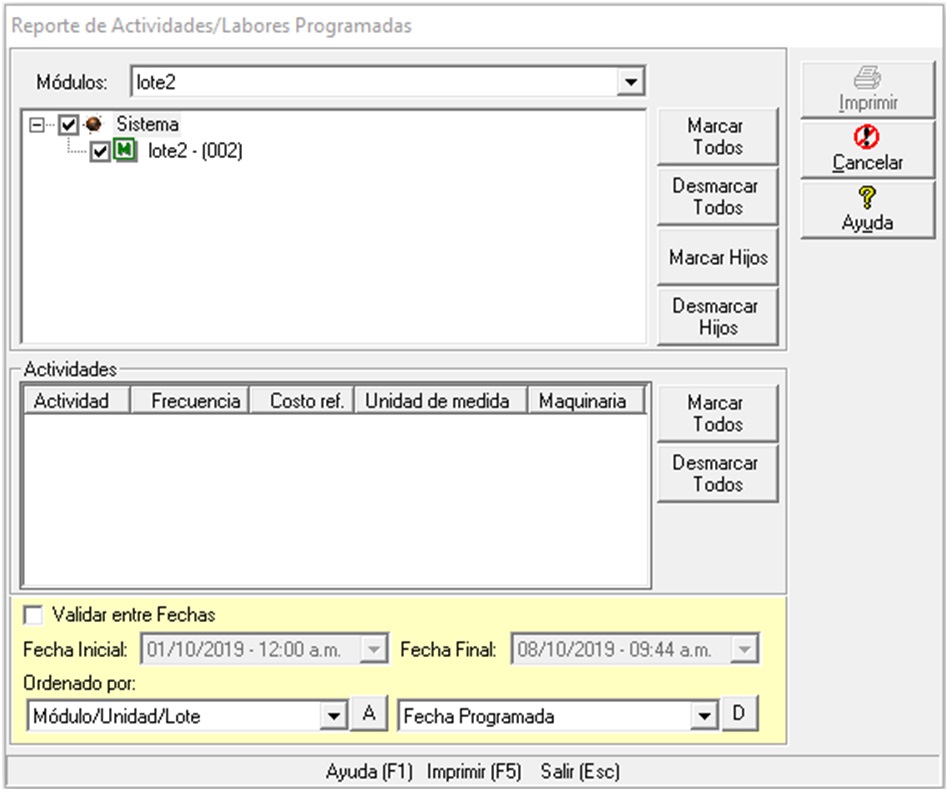 Reporte de Actividades/Labores Programadas
Módulos: lote2
Imprimir
Cancelar
Ayuda
Sistema
lote2 - (002)
Marcar
Todos
Desmarcar
Todos
Marcar Hijos
Desmarcar
Hijos
Actividades
Actividad Frecuencia Costo ref. Unidad de medida Maquinaria
Marcar
Todos
Desmarcar
Todos
Validar entre Fechas
Fecha Inicial: 01/10/2019 - 12:00 a.m. Fecha Final: 08/10/2019 - 09:44 a.m.
Ordenado por:
Módulo/Unidad/Lote A Fecha Programada D
Ayuda (F1) Imprimir (F5) Salir (Esc)